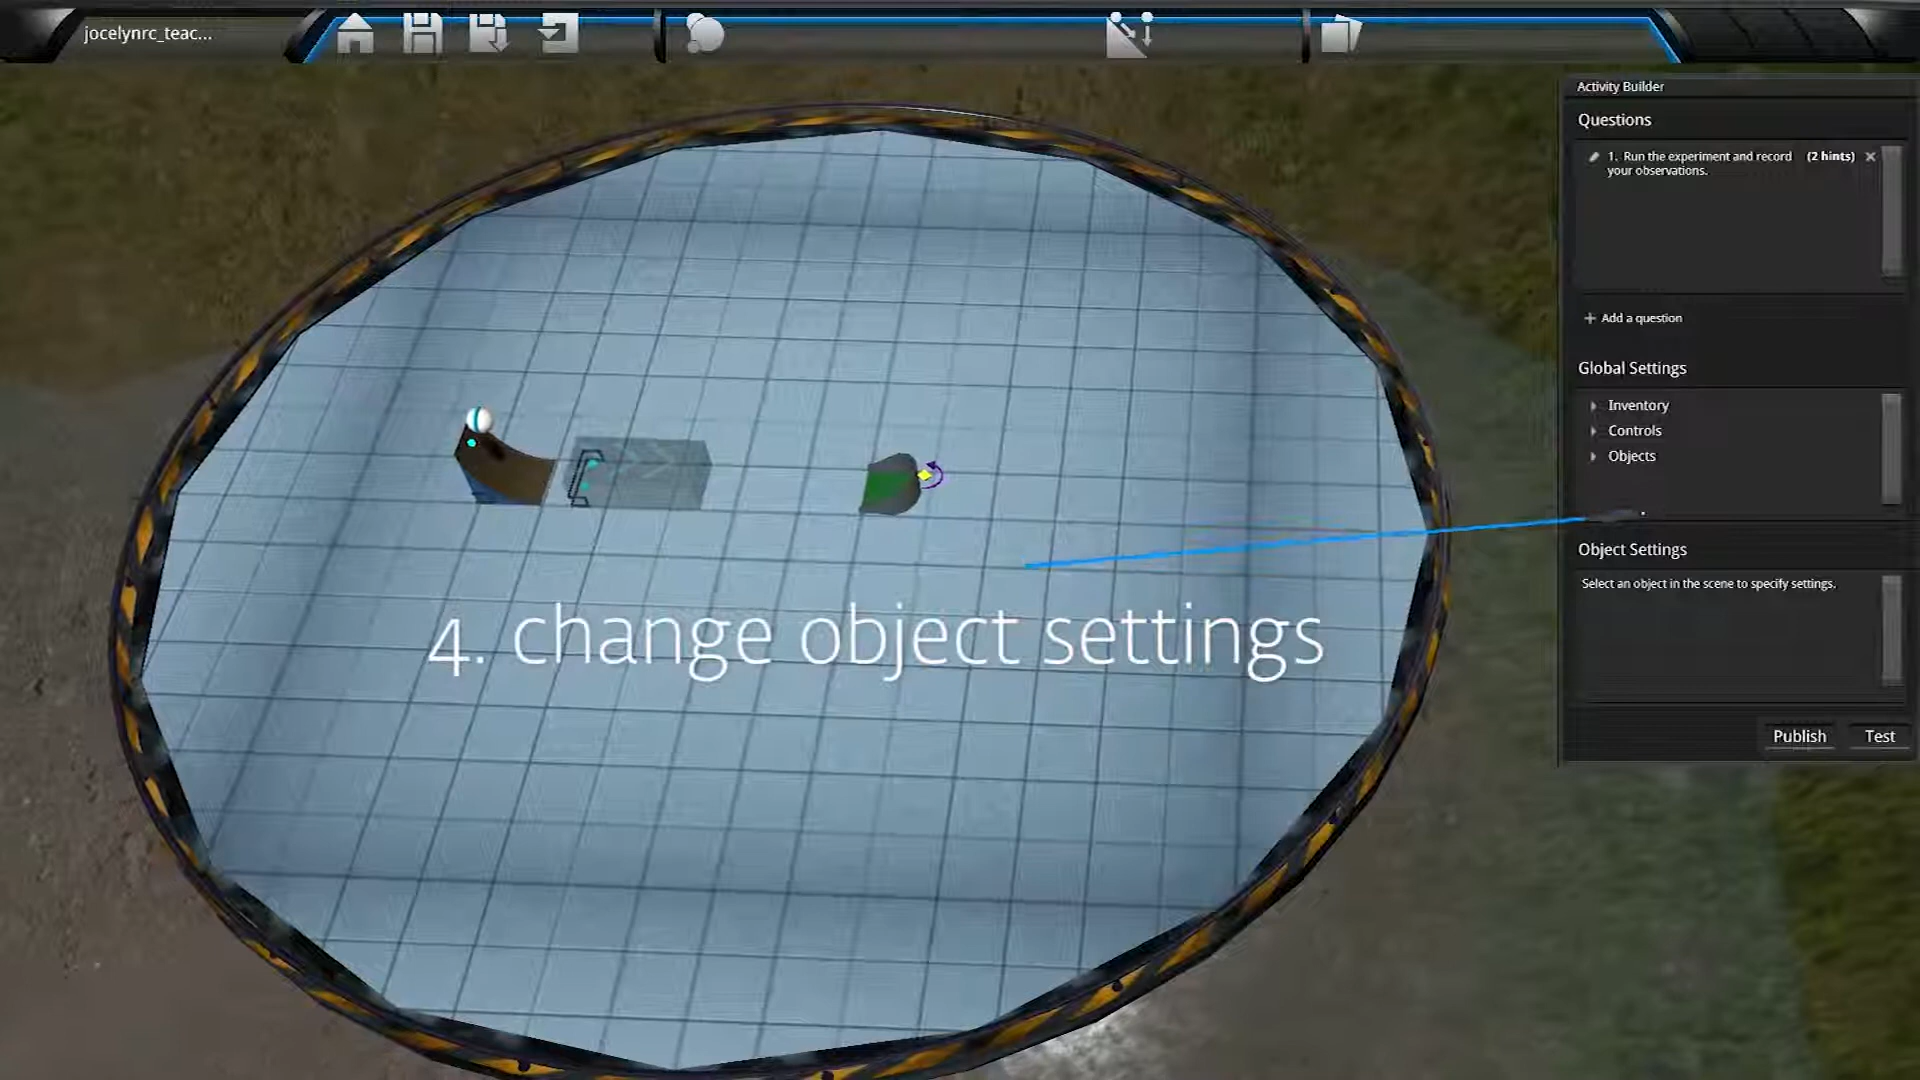 jocelynrc_teac...
Activity Builder
Questions
1. Run the experiment and record (2 hints)
your observations.
Add a question
Global Settings
Inventory
Controls
Objects
Object Settings
Select an object in the scene to specify settings.
4. change object settings
Publish Test